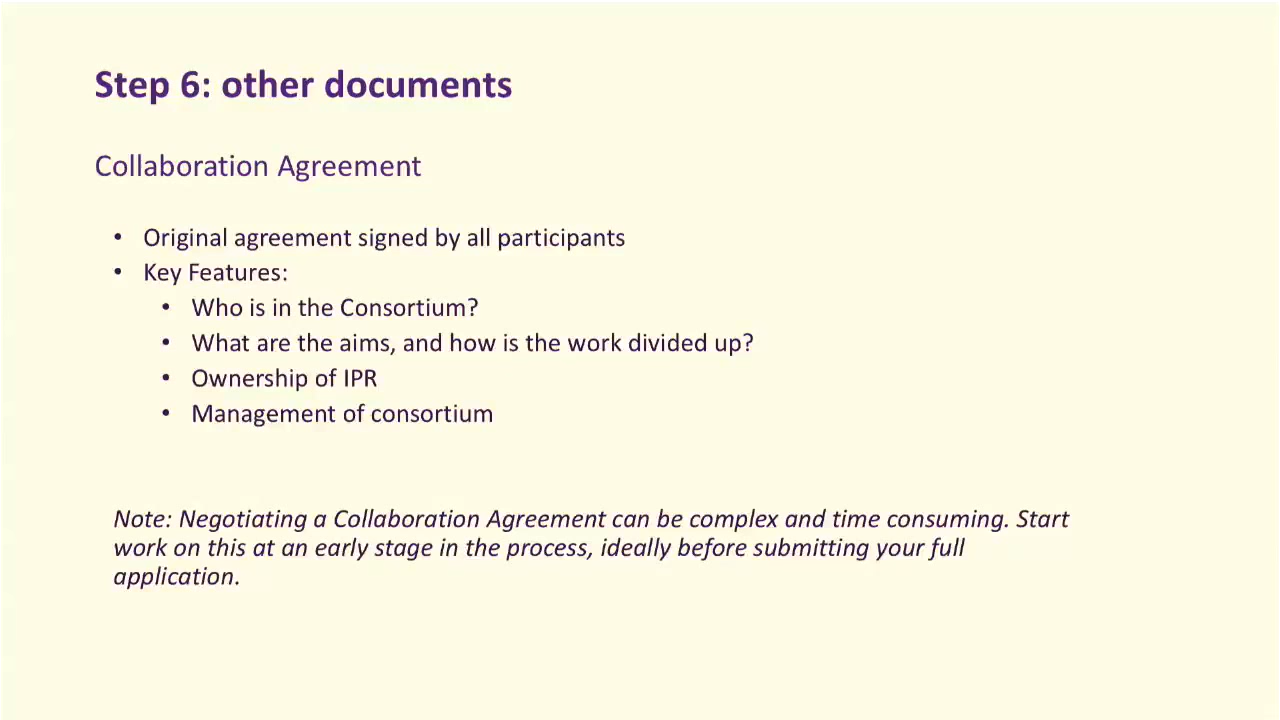 Step 6: other documents
Collaboration Agreement
• Original agreement signed by all participants
• Key Features:
• Who is in the Consortium?
• What are the aims, and how is the work divided up?
• Ownership of IPR
• Management of consortium
Note: Negotiating a Collaboration Agreement can be complex and time consuming. Start
work on this at an early stage in the process, ideally before submitting your full
application.